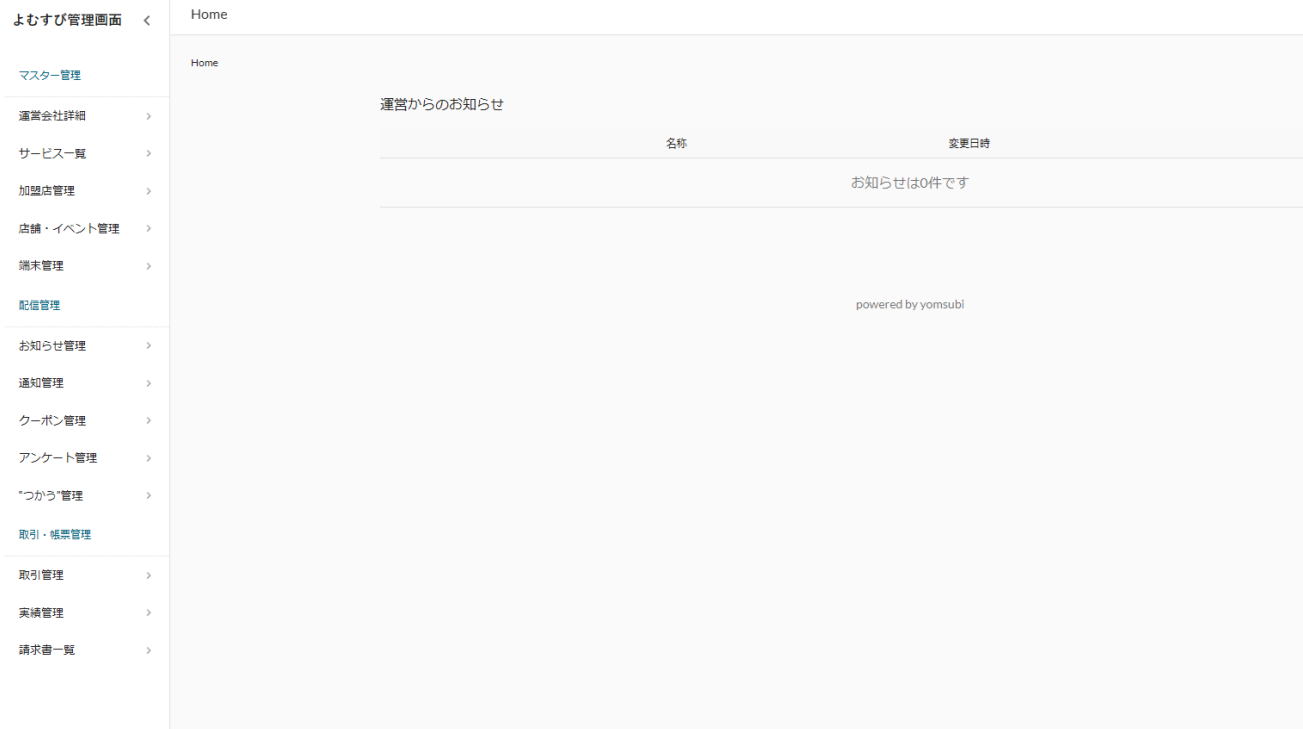 よむすび管理画面
Home
Home
マスター管理
運営会社詳細
サービス一覧
加盟店管理
店舗・イベント管理
端末管理
配信管理
お知らせ管理
通知管理
クーポン管理
アンケート管理
"つかう"管理
取引・帳票管理
取引管理
実績管理
請求書一覧
運営からのお知らせ
名称 変更日時
お知らせは0件です
powered by yomsubi